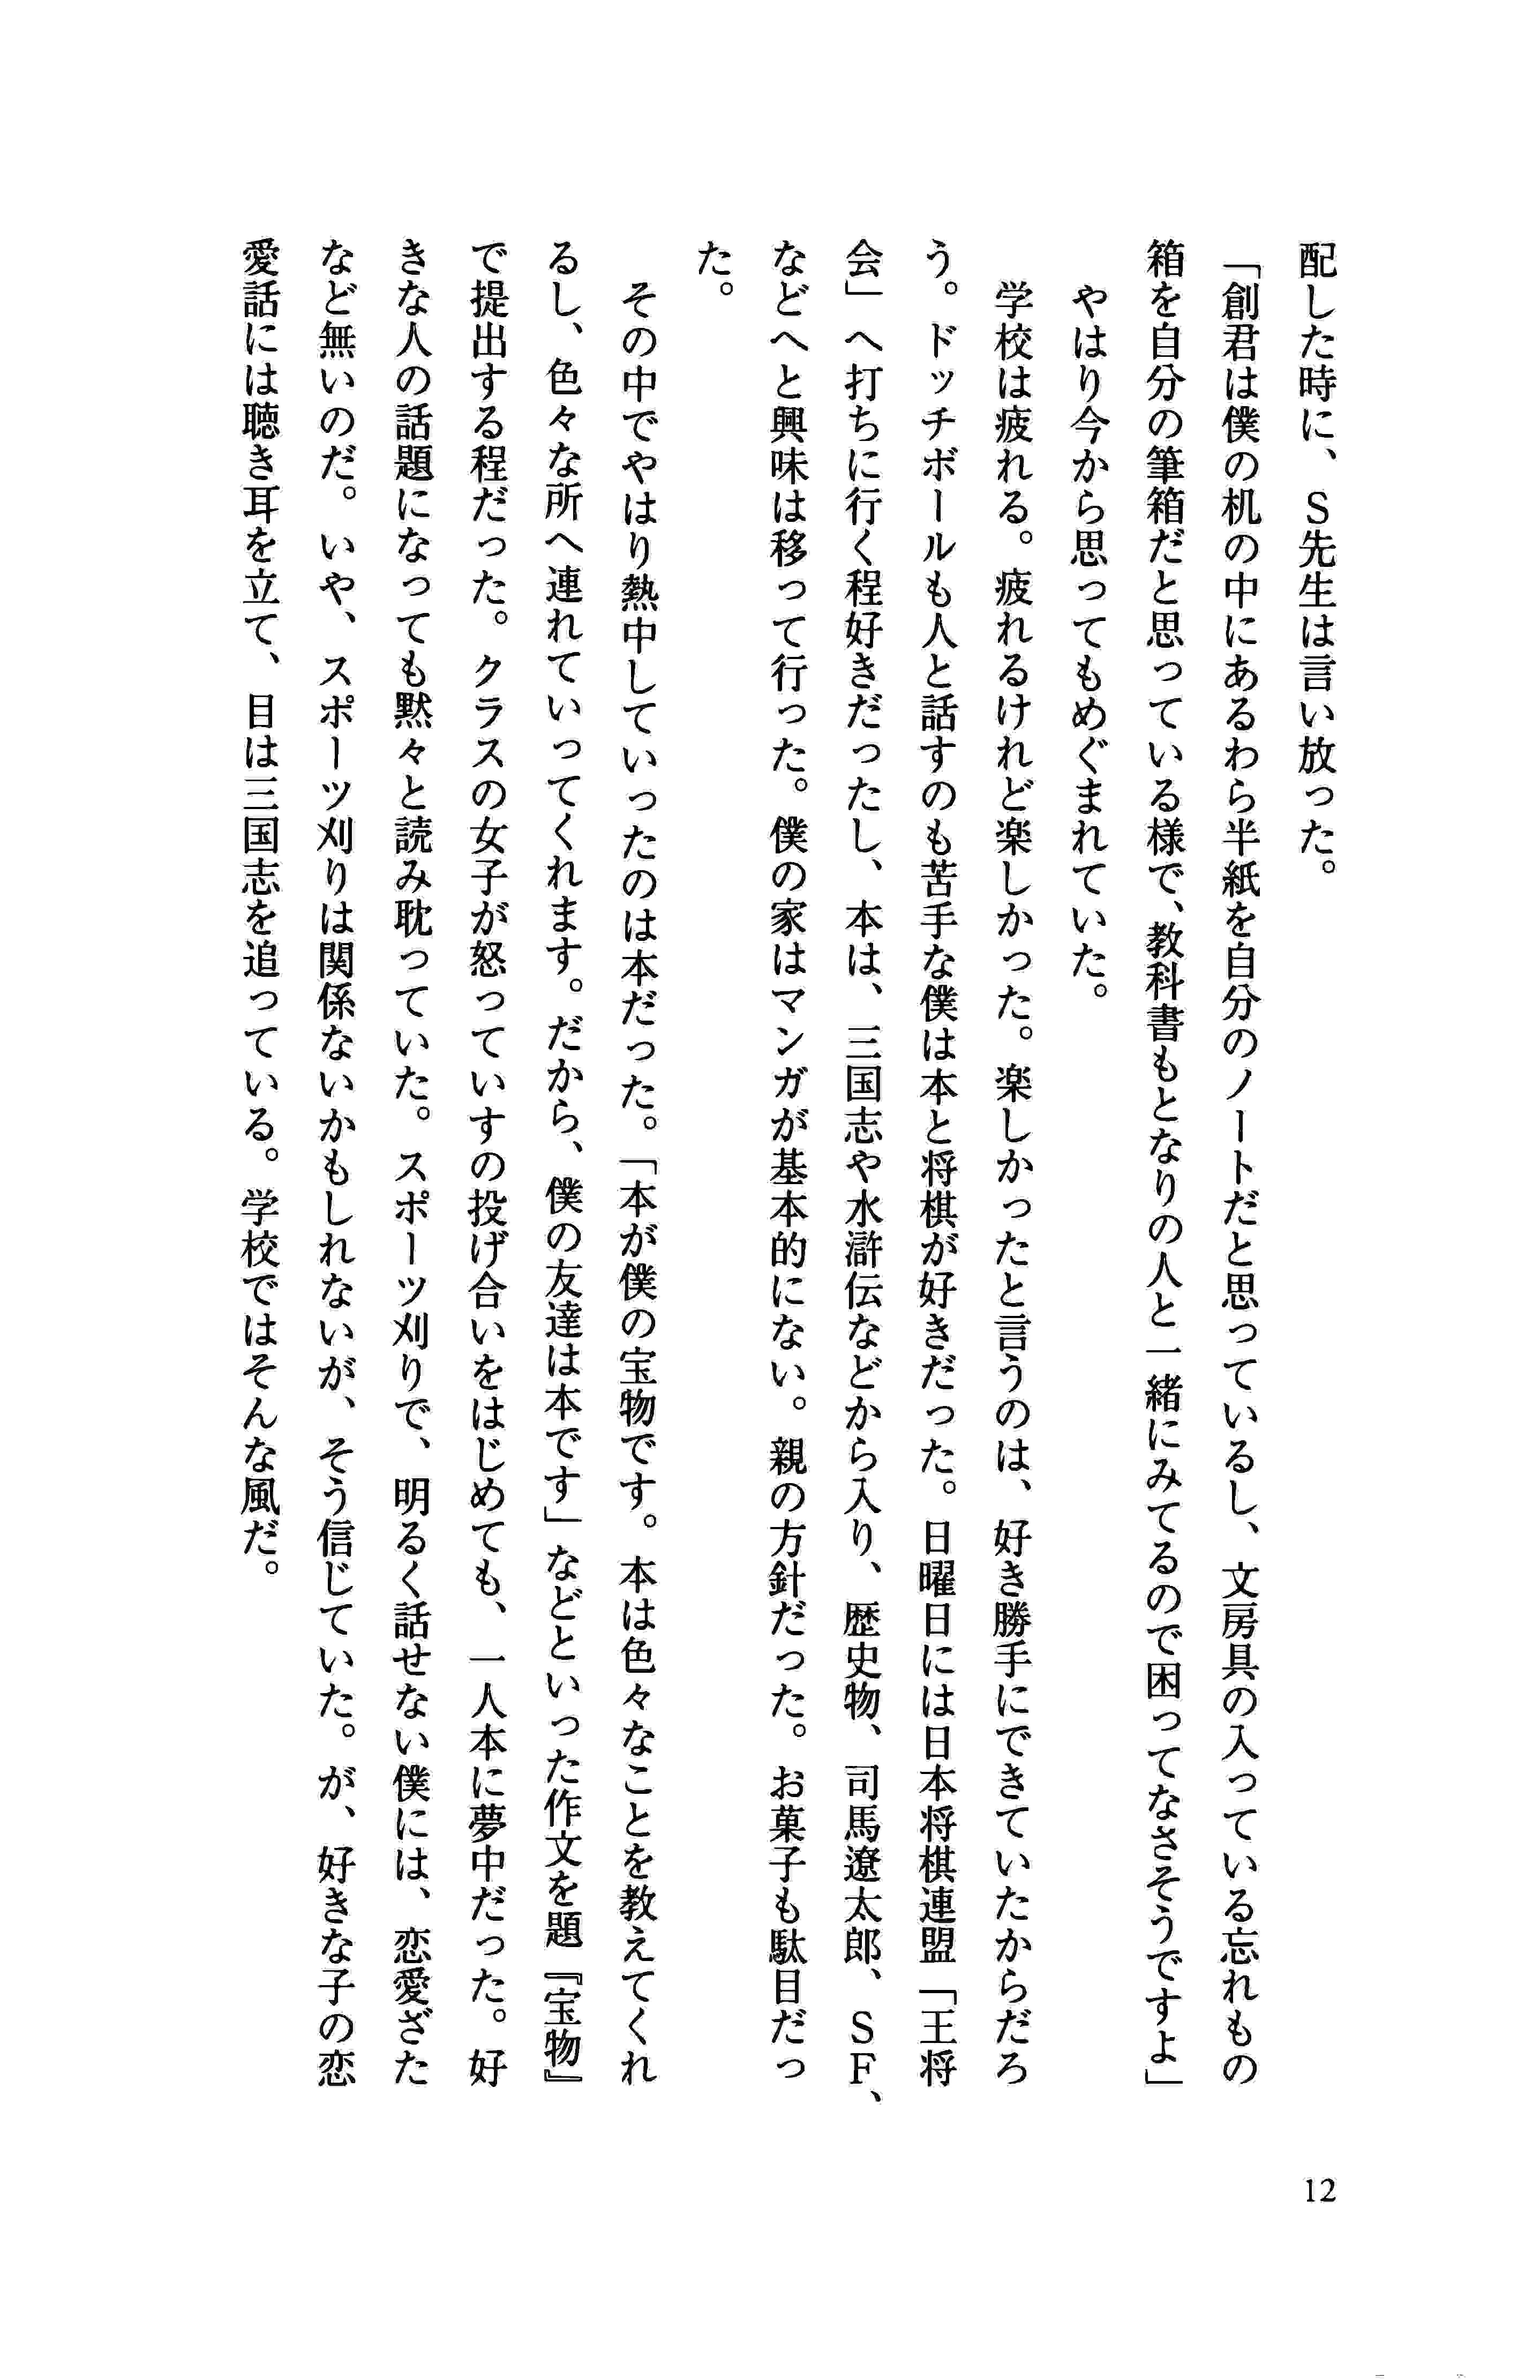 配した時に、Ｓ先生は言い放った。
「創君は僕の机の中にあるわら半紙を自分のノートだと思っているし、文房具の入っている忘れもの
箱を自分の筆箱だと思っている様で、教科書もとなりの人と一緒にみてるので困ってなさそうですよ」
やはり今から思ってもめぐまれていた。
学校は疲れる。疲れるけれど楽しかった。楽しかったと言うのは、好き勝手にできていたからだろ
う。ドッチボールも人と話すのも苦手な僕は本と将棋が好きだった。日曜日には日本将棋連盟「王将
会」へ打ちに行く程好きだったし、本は、三国志や水滸伝などから入り、歴史物、司馬遼太郎、ＳＦ、
などへと興味は移って行った。僕の家はマンガが基本的にない。親の方針だった。お菓子も駄目だっ
た。
その中でやはり熱中していったのは本だった。「本が僕の宝物です。本は色々なことを教えてくれ
るし、色々な所へ連れていってくれます。だから、僕の友達は本です」などといった作文を題『宝物』
で提出する程だった。クラスの女子が怒っていすの投げ合いをはじめても、一人本に夢中だった。好
きな人の話題になっても黙々と読み耽っていた。スポーツ刈りで、明るく話せない僕には、恋愛ざた
など無いのだ。いや、スポーツ刈りは関係ないかもしれないが、そう信じていた。が、好きな子の恋
愛話には聴き耳を立て、目は三国志を追っている。学校ではそんな風だ。
12